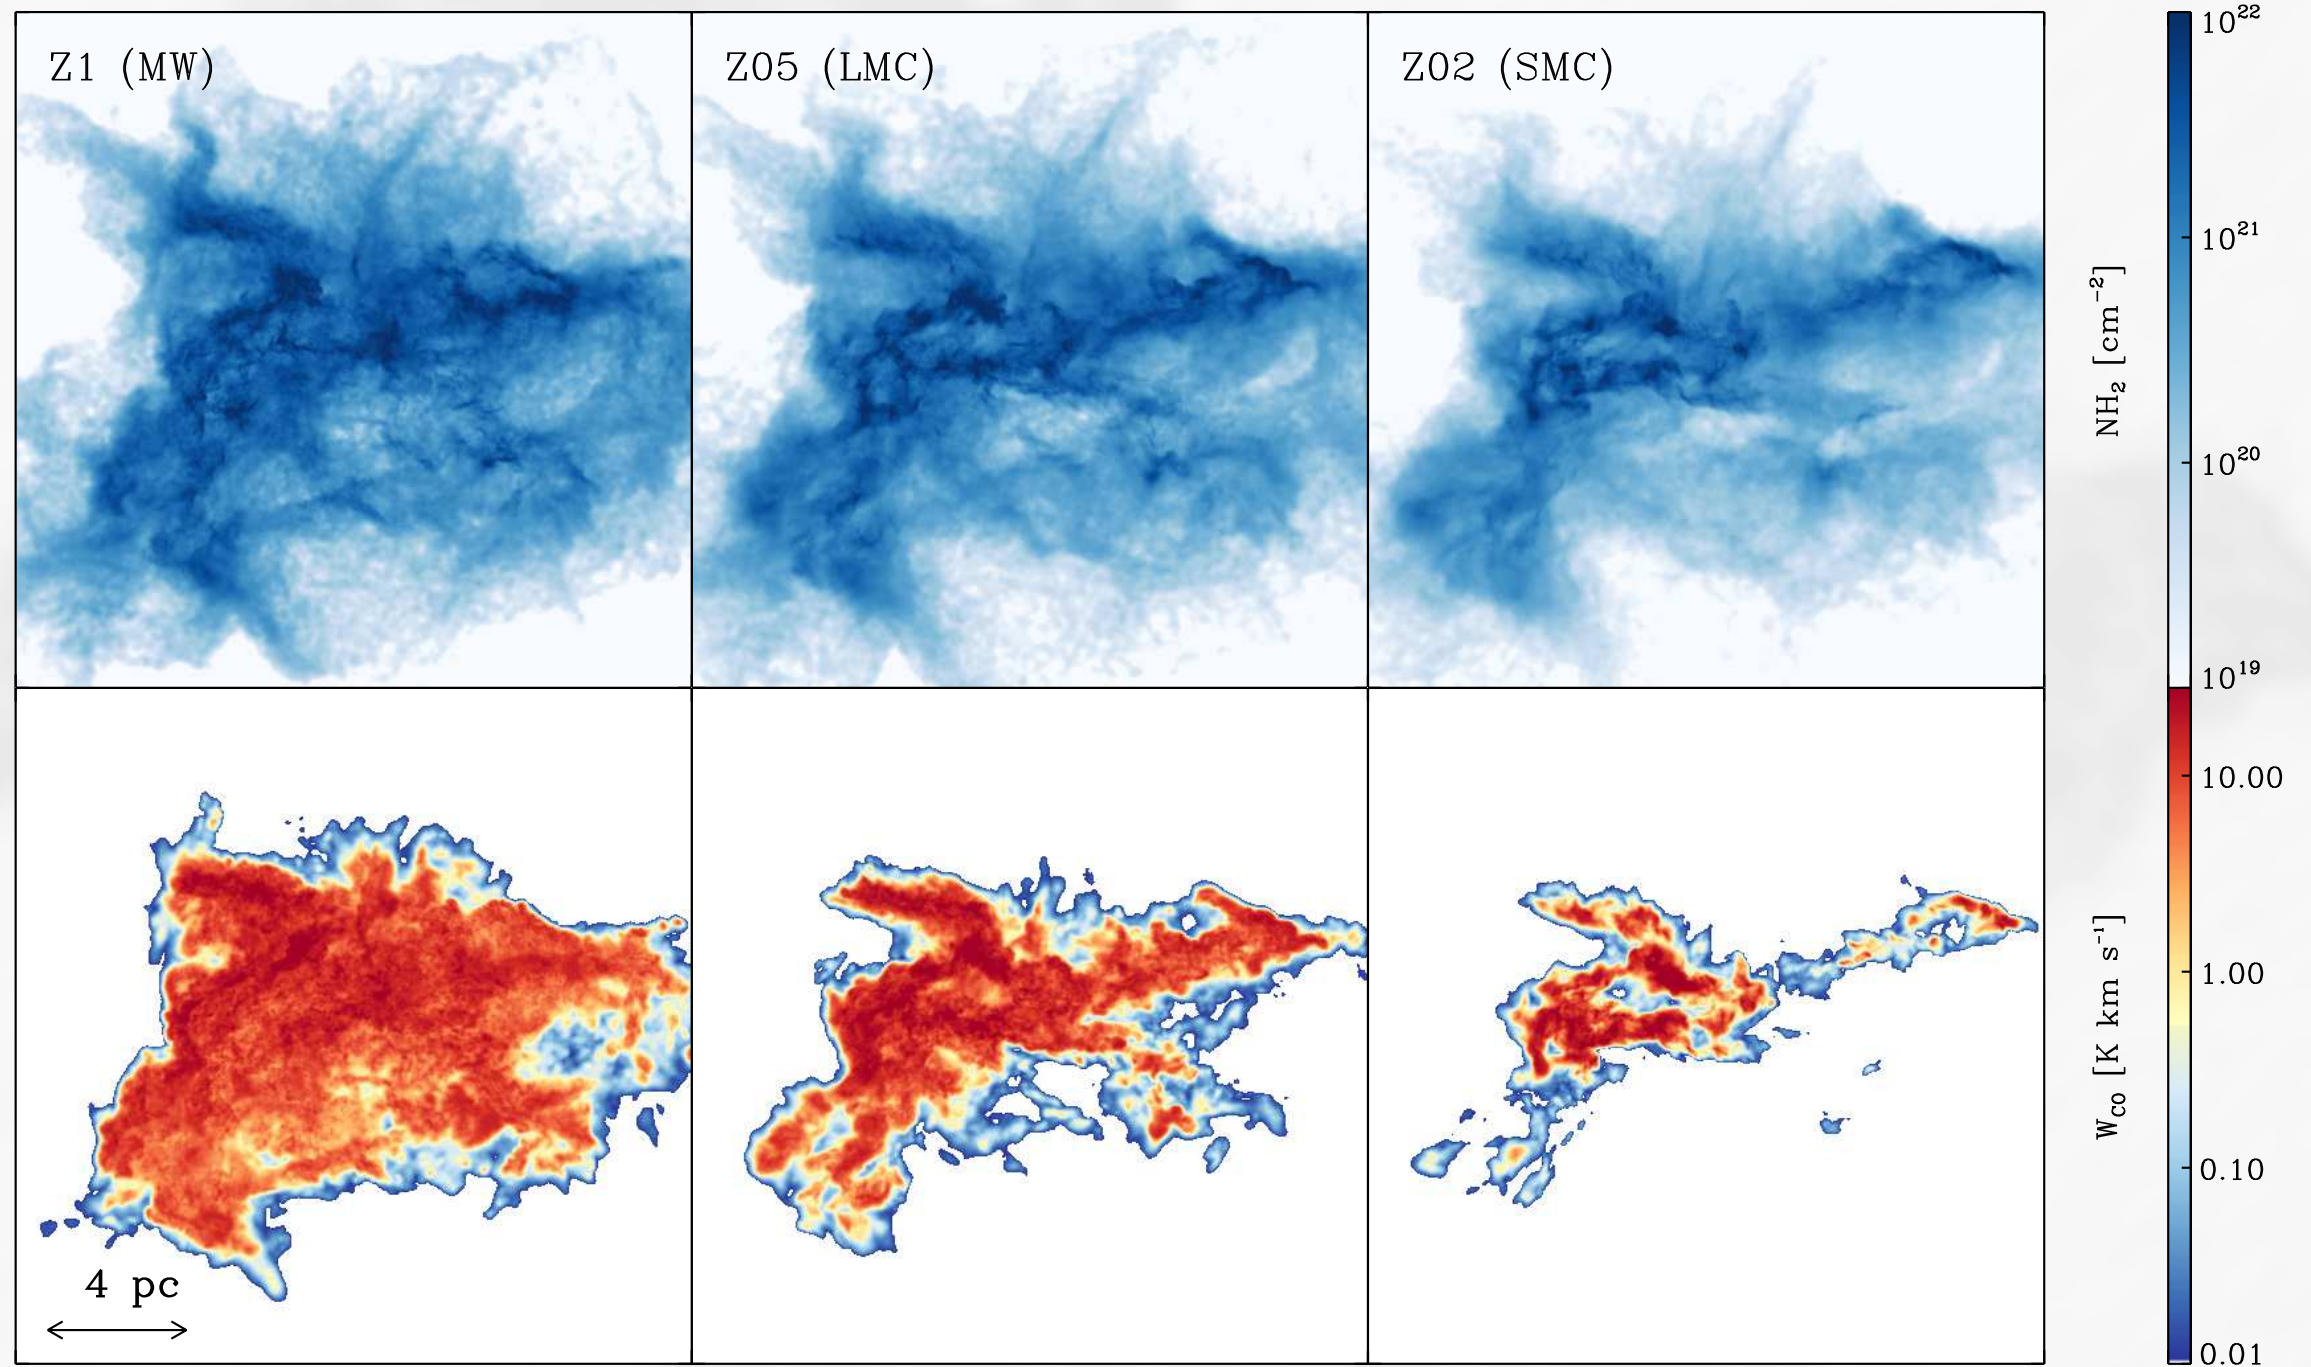 Z1 (MW)
Z05 (LMC)
Z02 (SMC)
10²²
10²¹
10²⁰
10¹⁹
NH₂ [cm⁻²]
10.00
1.00
0.10
0.01
W_CO [K km s⁻¹]
4 pc